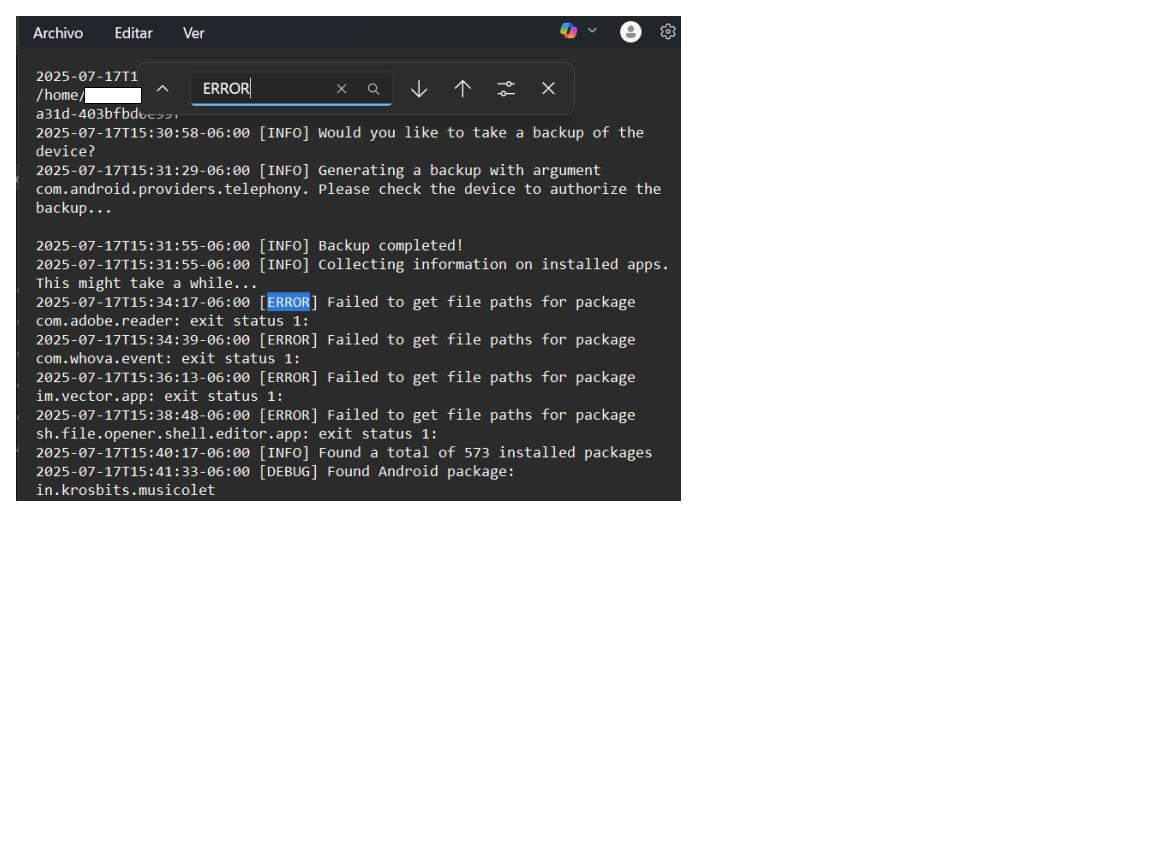 Archivo Editar Ver
ERROR
2025-07-17T1
/home/
2025-07-17T15:30:58-06:00 [INFO] Would you like to take a backup of the
device?
2025-07-17T15:31:29-06:00 [INFO] Generating a backup with argument
com.android.providers.telephony. Please check the device to authorize the
backup...
2025-07-17T15:31:55-06:00 [INFO] Backup completed!
2025-07-17T15:31:55-06:00 [INFO] Collecting information on installed apps.
This might take a while...
2025-07-17T15:34:17-06:00 [ERROR] Failed to get file paths for package
com.adobe.reader: exit status 1:
2025-07-17T15:34:39-06:00 [ERROR] Failed to get file paths for package
com.whova.event: exit status 1:
2025-07-17T15:36:13-06:00 [ERROR] Failed to get file paths for package
im.vector.app: exit status 1:
2025-07-17T15:38:48-06:00 [ERROR] Failed to get file paths for package
sh.file.opener.shell.editor.app: exit status 1:
2025-07-17T15:40:17-06:00 [INFO] Found a total of 573 installed packages
2025-07-17T15:41:33-06:00 [DEBUG] Found Android package:
in.krosbits.musicolet